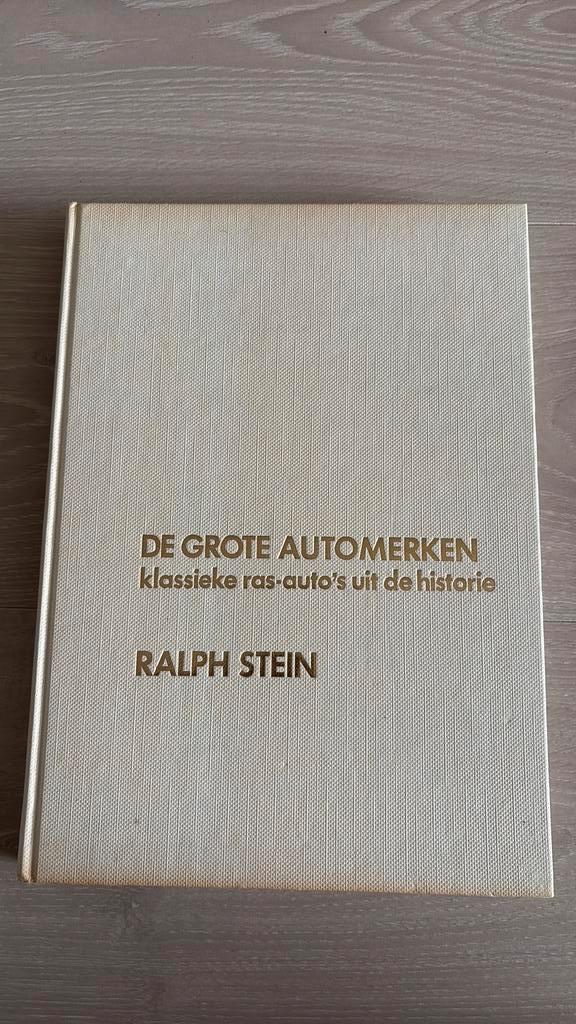 DE GROTE AUTOMERKEN
klassieke ras-auto's uit de historie
RALPH STEIN